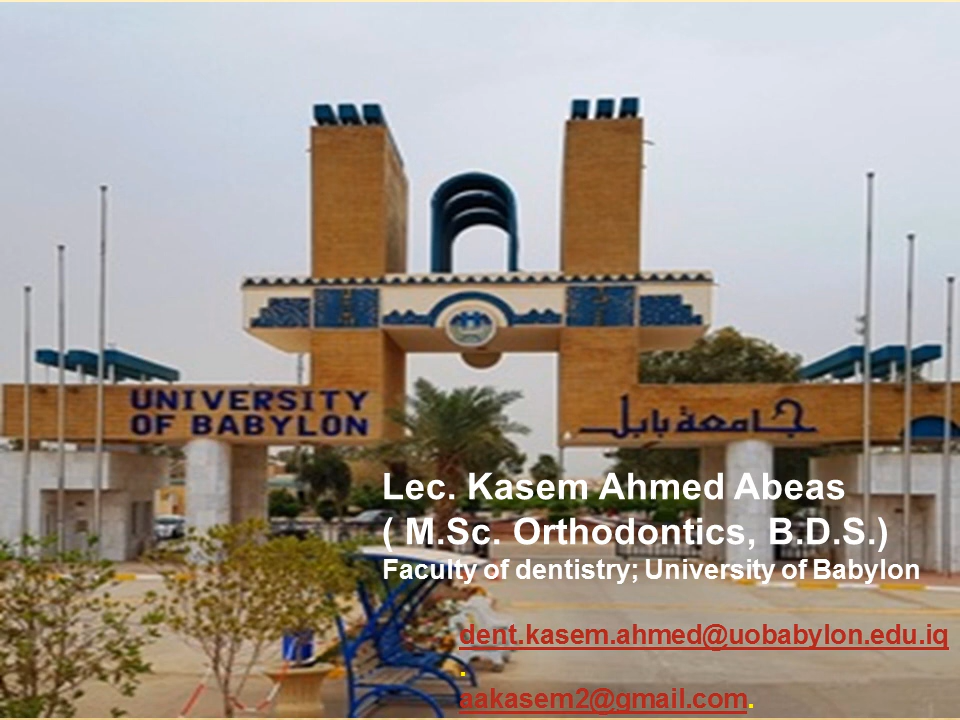 UNIVERSITY
OF BABYLON
جامعة بابل
Lec. Kasem Ahmed Abeas
( M.Sc. Orthodontics, B.D.S.)
Faculty of dentistry; University of Babylon
dent.kasem.ahmed@uobabylon.edu.iq
.
aakasem2@gmail.com.